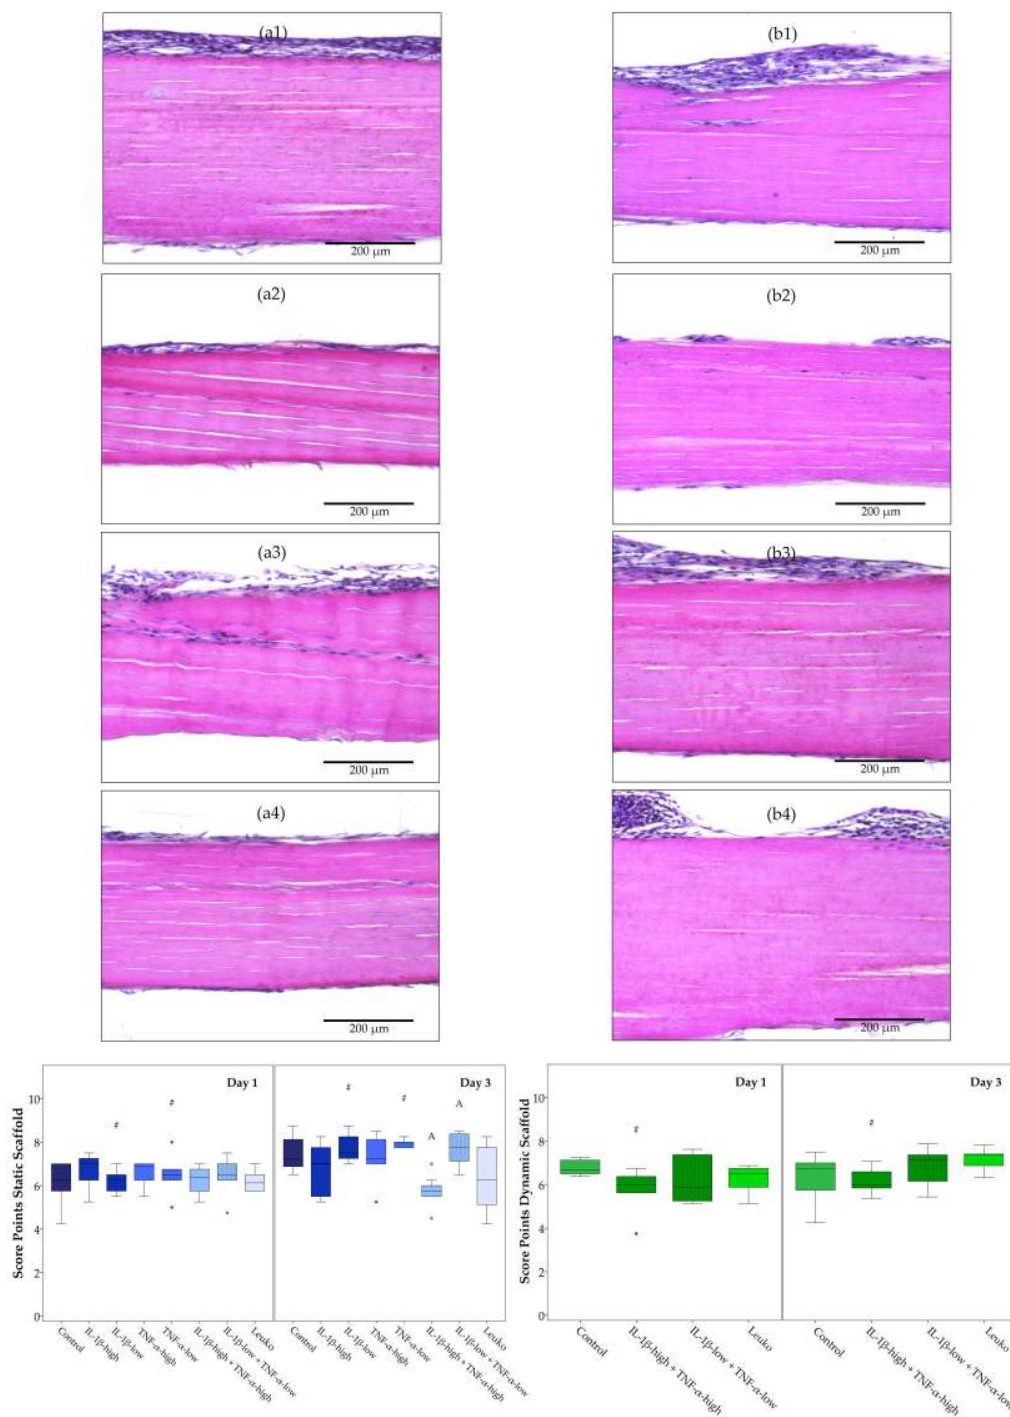 (a1)
200 µm
(b1)
200 µm
(a2)
200 µm
(b2)
200 µm
(a3)
200 µm
(b3)
200 µm
(a4)
200 µm
(b4)
200 µm
Score Points Static Scaffold
10
8
6
4
2
0
Day 1
# #
Day 3
# # A A
Control
IL-1β-high
IL-1β-low
TNF-α-high
TNF-α-low
IL-1β-high + TNF-α-high
IL-1β-low + TNF-α-low
Leuko
Control
IL-1β-high
IL-1β-low
TNF-α-high
TNF-α-low
IL-1β-high + TNF-α-high
IL-1β-low + TNF-α-low
Leuko
Score Points Dynamic Scaffold
10
8
6
4
2
0
Day 1
#
Day 3
#
Control
IL-1β-high + TNF-α-high
IL-1β-low + TNF-α-low
Leuko
Control
IL-1β-high + TNF-α-high
IL-1β-low + TNF-α-low
Leuko